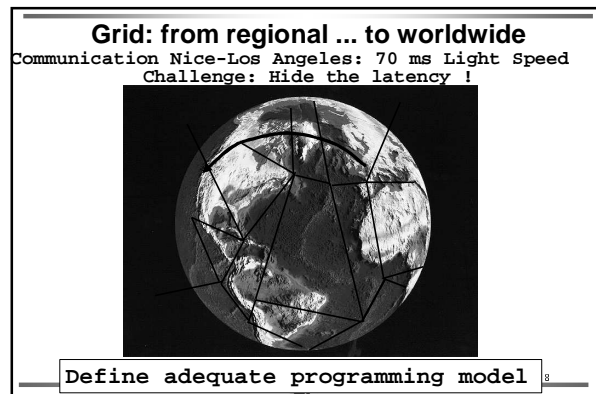 Grid: from regional ... to worldwide
Communication Nice-Los Angeles: 70 ms Light Speed
Challenge: Hide the latency !
Define adequate programming model
8